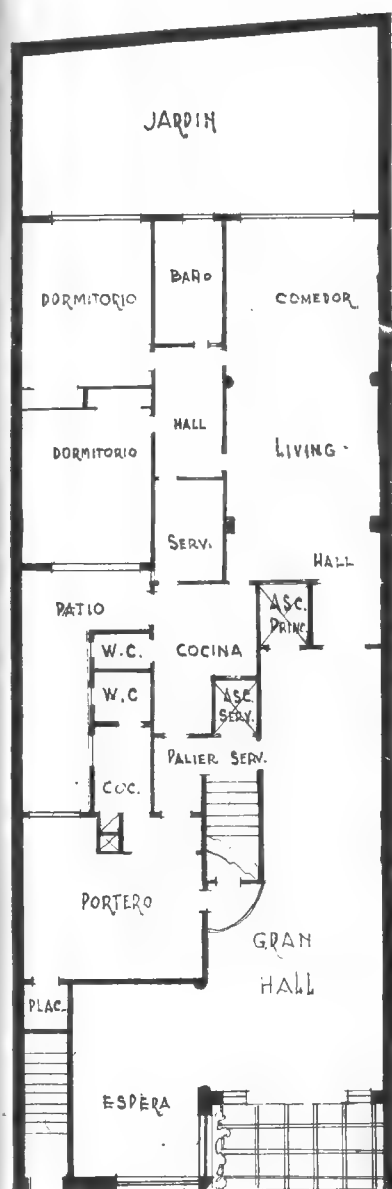 JARDIN
DORMITORIO
BAÑO
COMEDOR
DORMITORIO
HALL
LIVING-
SERV.
HALL
PATIO
ASC.
PRINC.
W.C.
COCINA
W.C
ASC.
SERV.
PALIER SERV.
COC.
PORTERO
GRAN
HALL
PLAC.
ESPERA